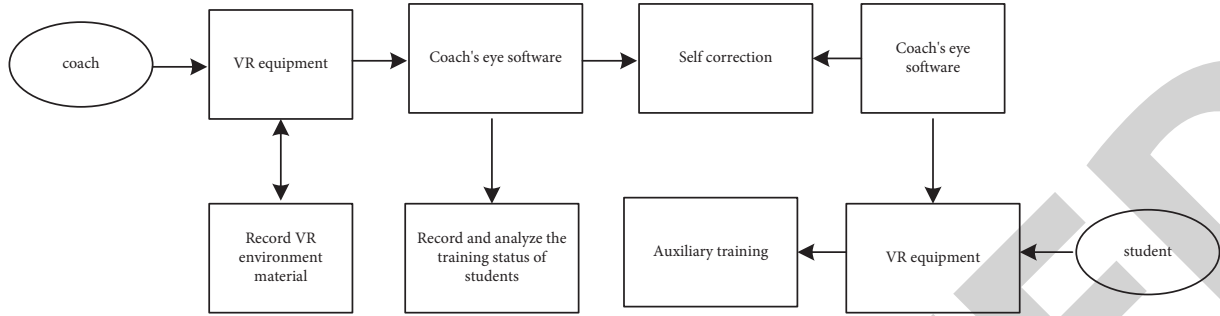 coach
VR equipment
Coach's eye software
Self correction
Coach's eye
software
Record VR
environment
material
Record and analyze the
training status of
students
Auxiliary training
VR equipment
student